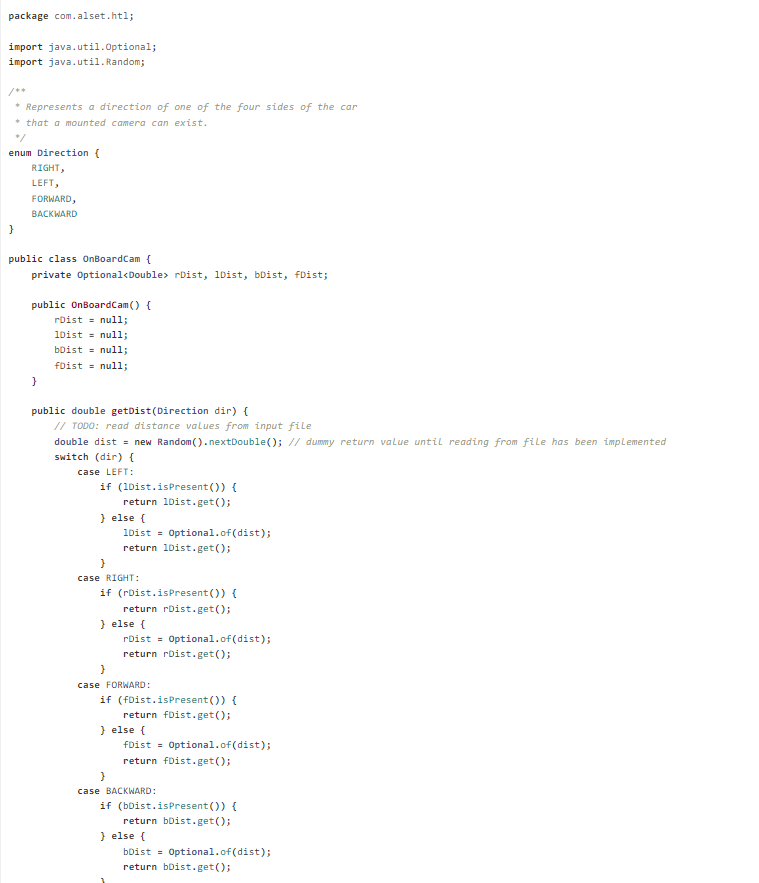 package com.alset.htl;

import java.util.Optional;
import java.util.Random;

/**
 * Represents a direction of one of the four sides of the car
 * that a mounted camera can exist.
 */
enum Direction {
    RIGHT,
    LEFT,
    FORWARD,
    BACKWARD
}

public class OnBoardCam {
    private Optional<Double> rDist, lDist, bDist, fDist;

    public OnBoardCam() {
        rDist = null;
        lDist = null;
        bDist = null;
        fDist = null;
    }

    public double getDist(Direction dir) {
        // TODO: read distance values from input file
        double dist = new Random().nextDouble(); // dummy return value until reading from file has been implemented
        switch (dir) {
            case LEFT:
                if (lDist.isPresent()) {
                    return lDist.get();
                } else {
                    lDist = Optional.of(dist);
                    return lDist.get();
                }
            case RIGHT:
                if (rDist.isPresent()) {
                    return rDist.get();
                } else {
                    rDist = Optional.of(dist);
                    return rDist.get();
                }
            case FORWARD:
                if (fDist.isPresent()) {
                    return fDist.get();
                } else {
                    fDist = Optional.of(dist);
                    return fDist.get();
                }
            case BACKWARD:
                if (bDist.isPresent()) {
                    return bDist.get();
                } else {
                    bDist = Optional.of(dist);
                    return bDist.get();
                }